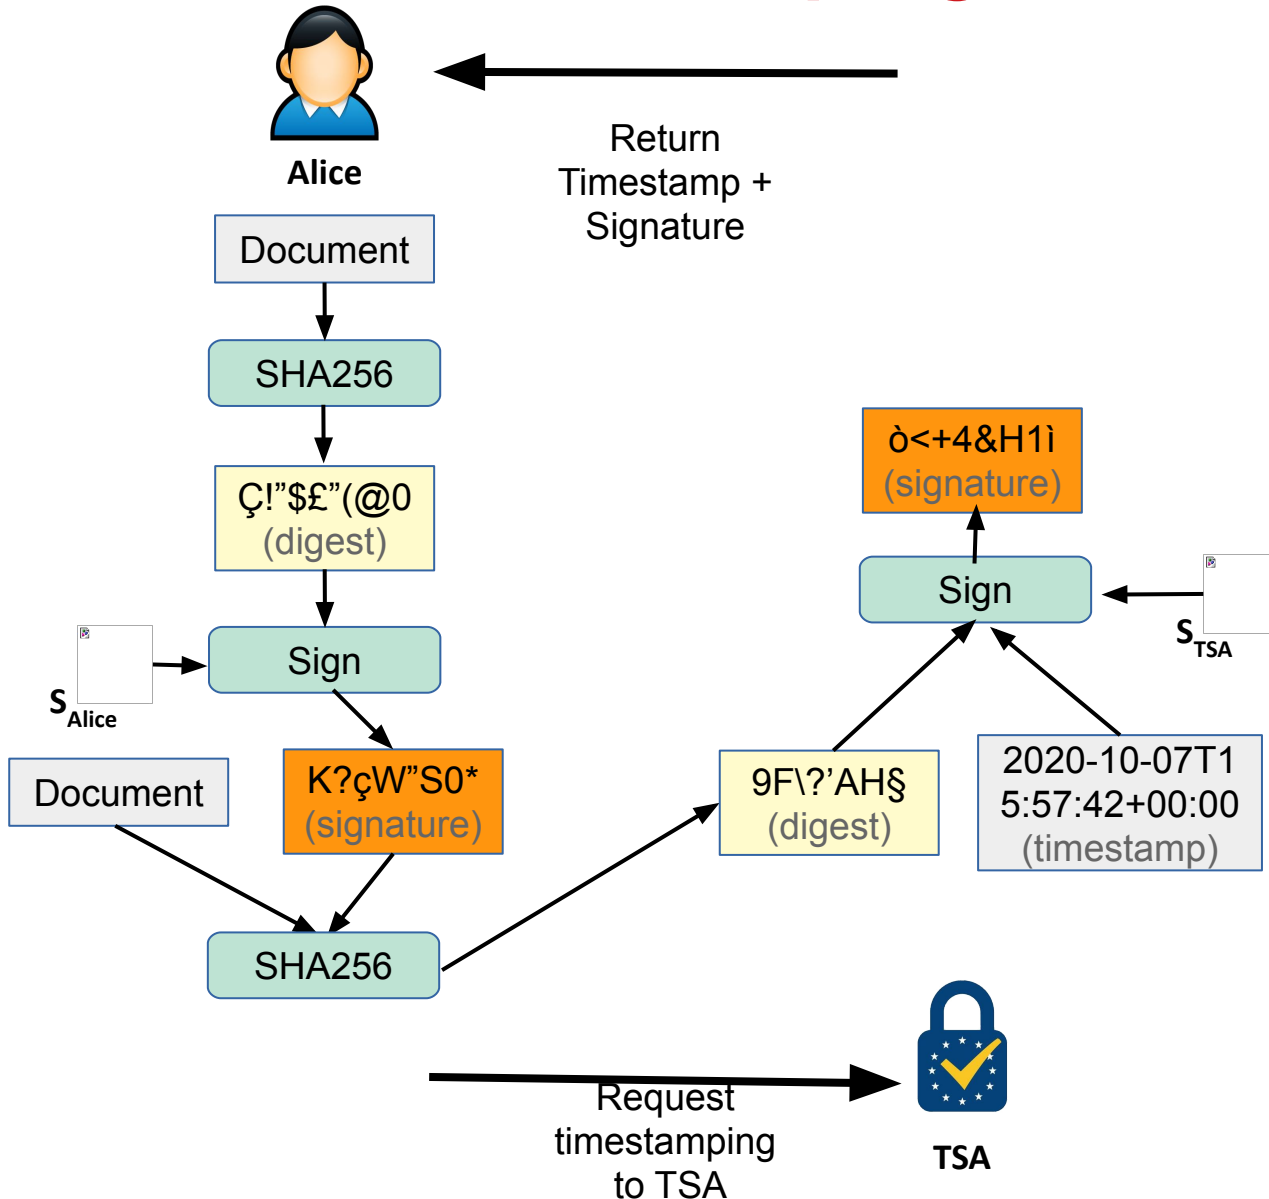 Alice
Return
Timestamp +
Signature
Document
SHA256
Ç!”$£”(@0
(digest)
Sign
S
Alice
Document
K?çW”S0*
(signature)
SHA256
ò<+4&H1ì
(signature)
Sign
S
TSA
9F\?’AH§
(digest)
2020-10-07T1
5:57:42+00:00
(timestamp)
Request
timestamping
to TSA
TSA